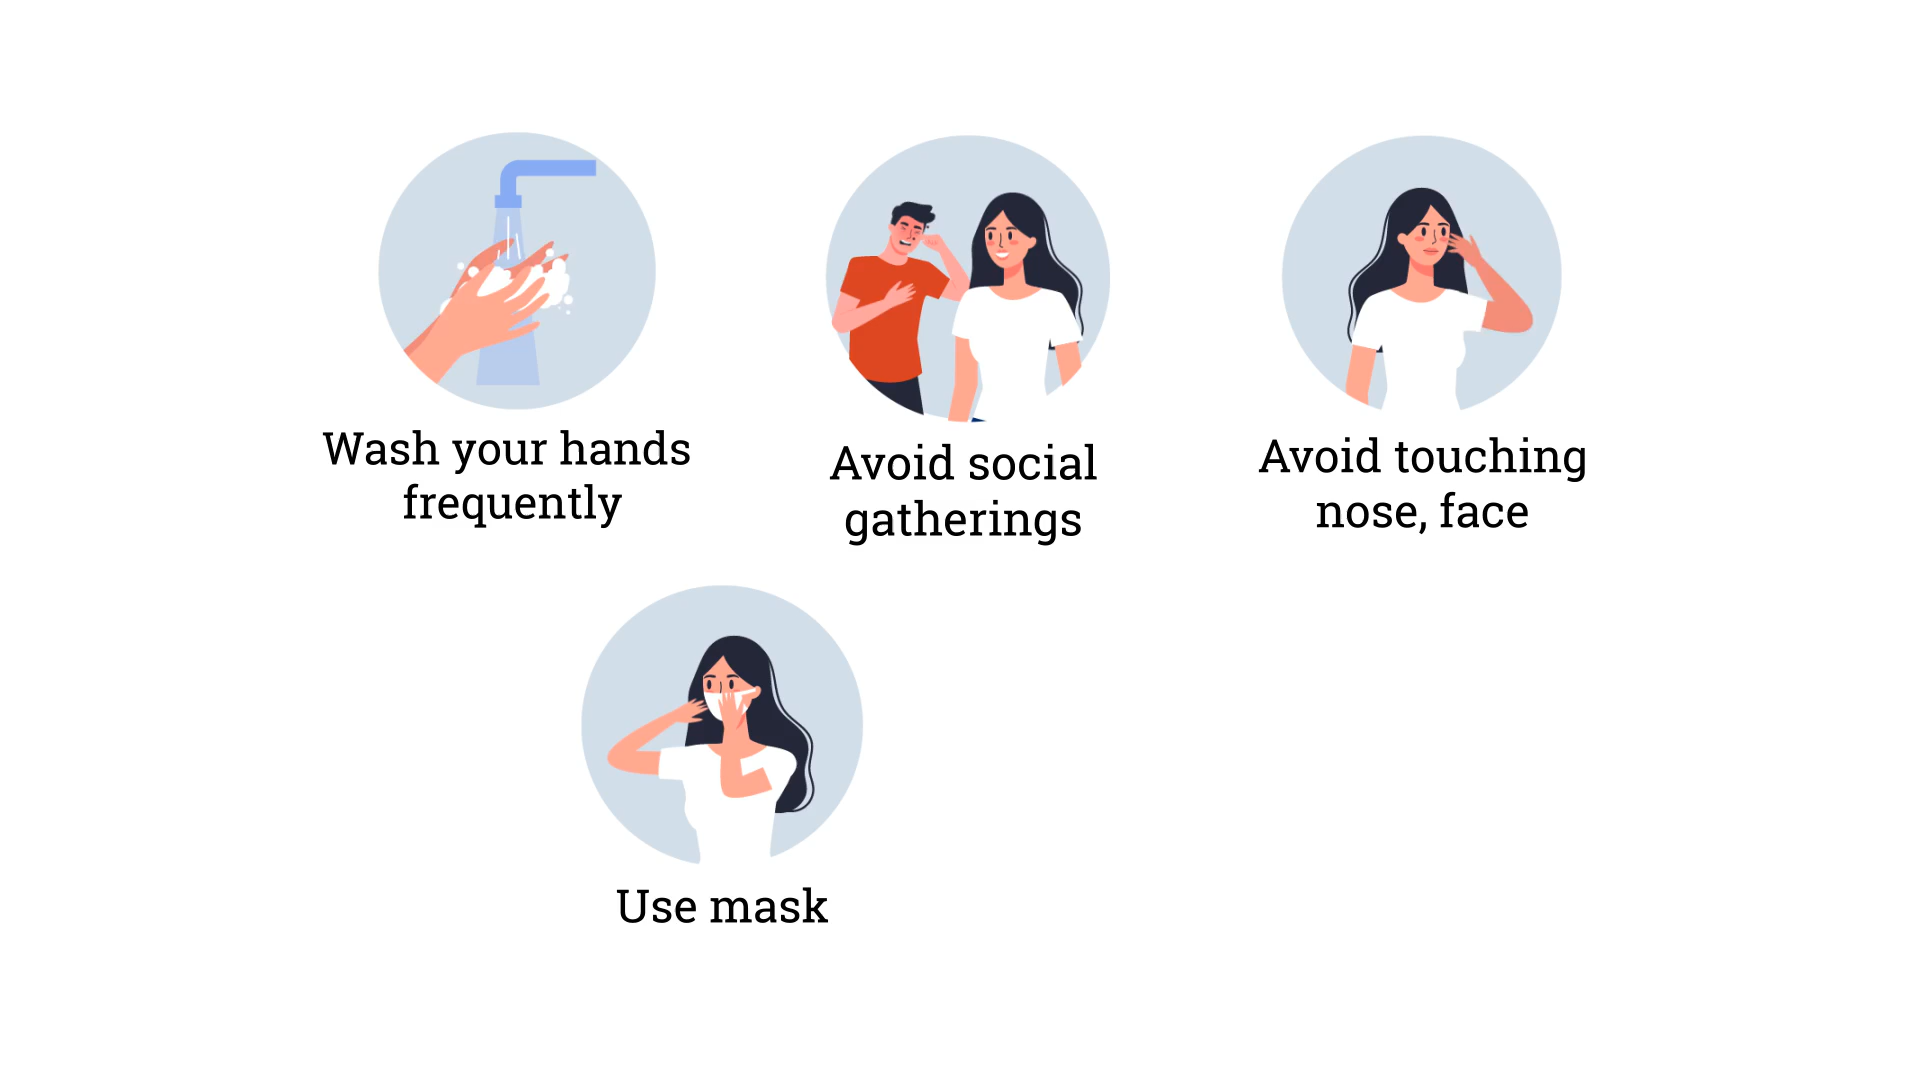 Wash your hands
frequently
Avoid social
gatherings
Avoid touching
nose, face
Use mask